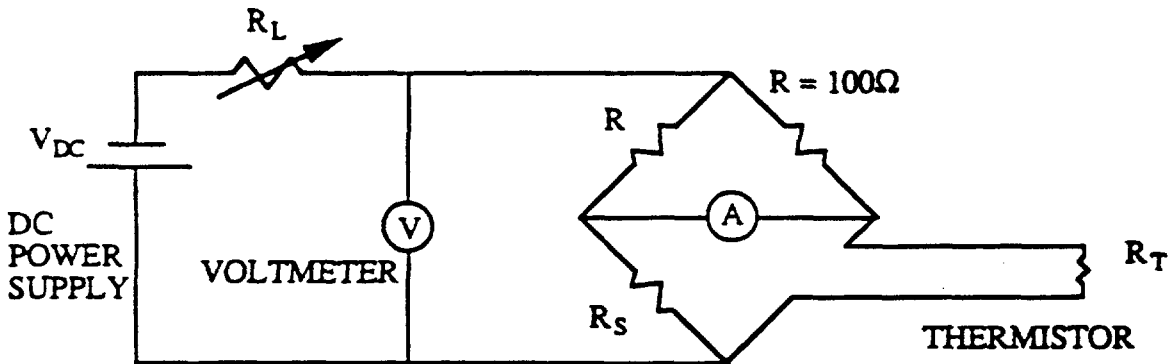 R_L
R = 100Ω
R
V_DC
A
V
DC
POWER
SUPPLY
VOLTMETER
R_T
R_S
THERMISTOR